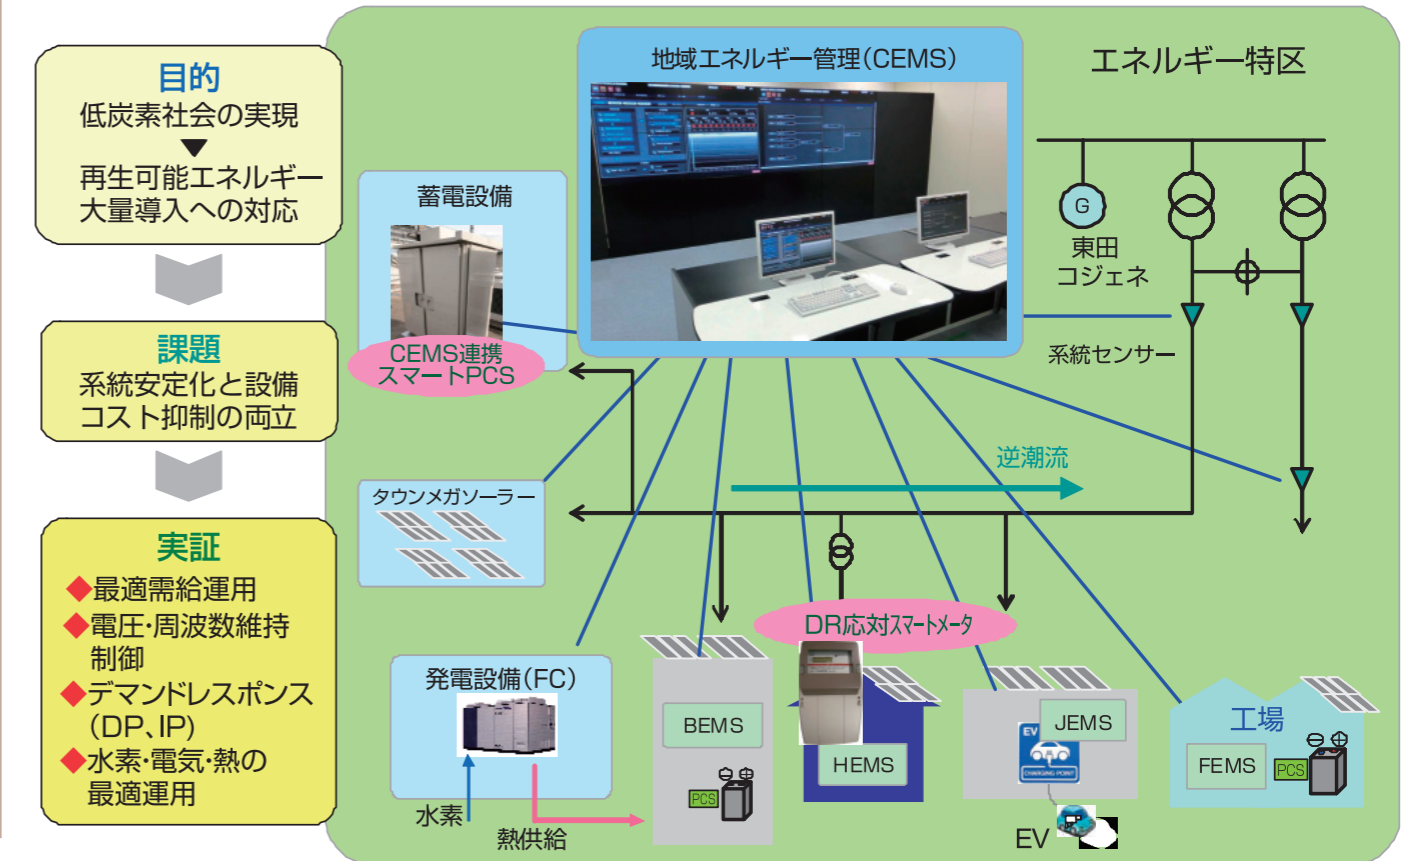 目的
低炭素社会の実現
▼
再生可能エネルギー
大量導入への対応
課題
系統安定化と設備
コスト抑制の両立
実証
◆最適需給運用
◆電圧・周波数維持
制御
◆デマンドレスポンス
(DP、IP)
◆水素・電気・熱の
最適運用
地域エネルギー管理(CEMS)
エネルギー特区
蓄電設備
CEMS連携
スマートPCS
G
東田
コジェネ
系統センサー
逆潮流
タウンメガソーラー
DR応対スマートメータ
発電設備(FC)
水素
熱供給
BEMS
PCS
HEMS
JEMS
EV
CHARGING POINT
EV
工場
FEMS
PCS